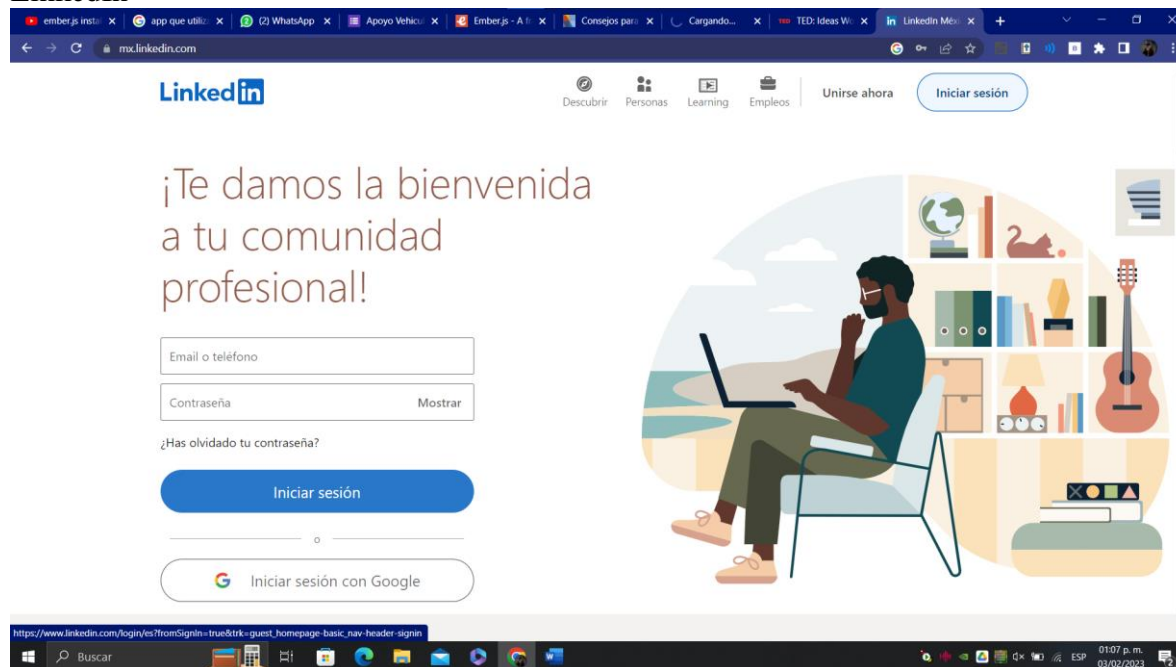 LinkedIn
ember.js insta
app que utiliz
(2) WhatsApp
Apoyo Vehicul
Ember.js - A f
Consejos para
Cargando...
TED: Ideas Wo
LinkedIn Méxi
mx.linkedin.com
Linked in
Descubrir
Personas
Learning
Empleos
Unirse ahora
Iniciar sesión
¡Te damos la bienvenida
a tu comunidad
profesional!
Email o teléfono
Contraseña Mostrar
¿Has olvidado tu contraseña?
Iniciar sesión
o
Iniciar sesión con Google
https://www.linkedin.com/login/es?fromSignIn=true&trk=guest_homepage-basic_nav-header-signin
Buscar
ESP
01:07 p. m.
03/02/2023